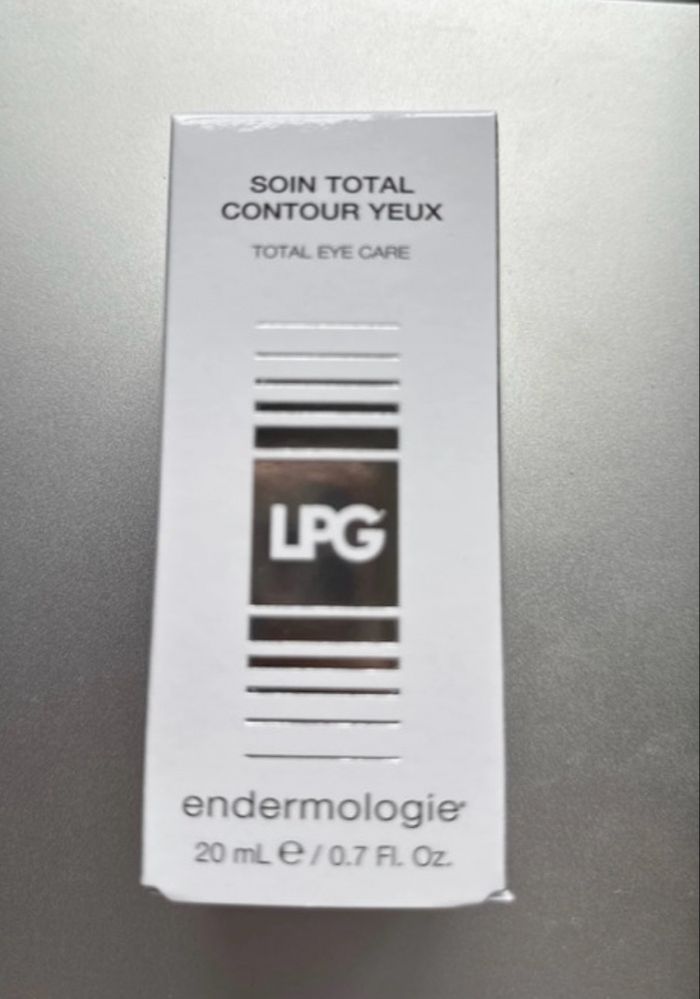 SOIN TOTAL
CONTOUR YEUX
TOTAL EYE CARE
LPG
endermologie
20 mL ℮ / 0.7 Fl. Oz.